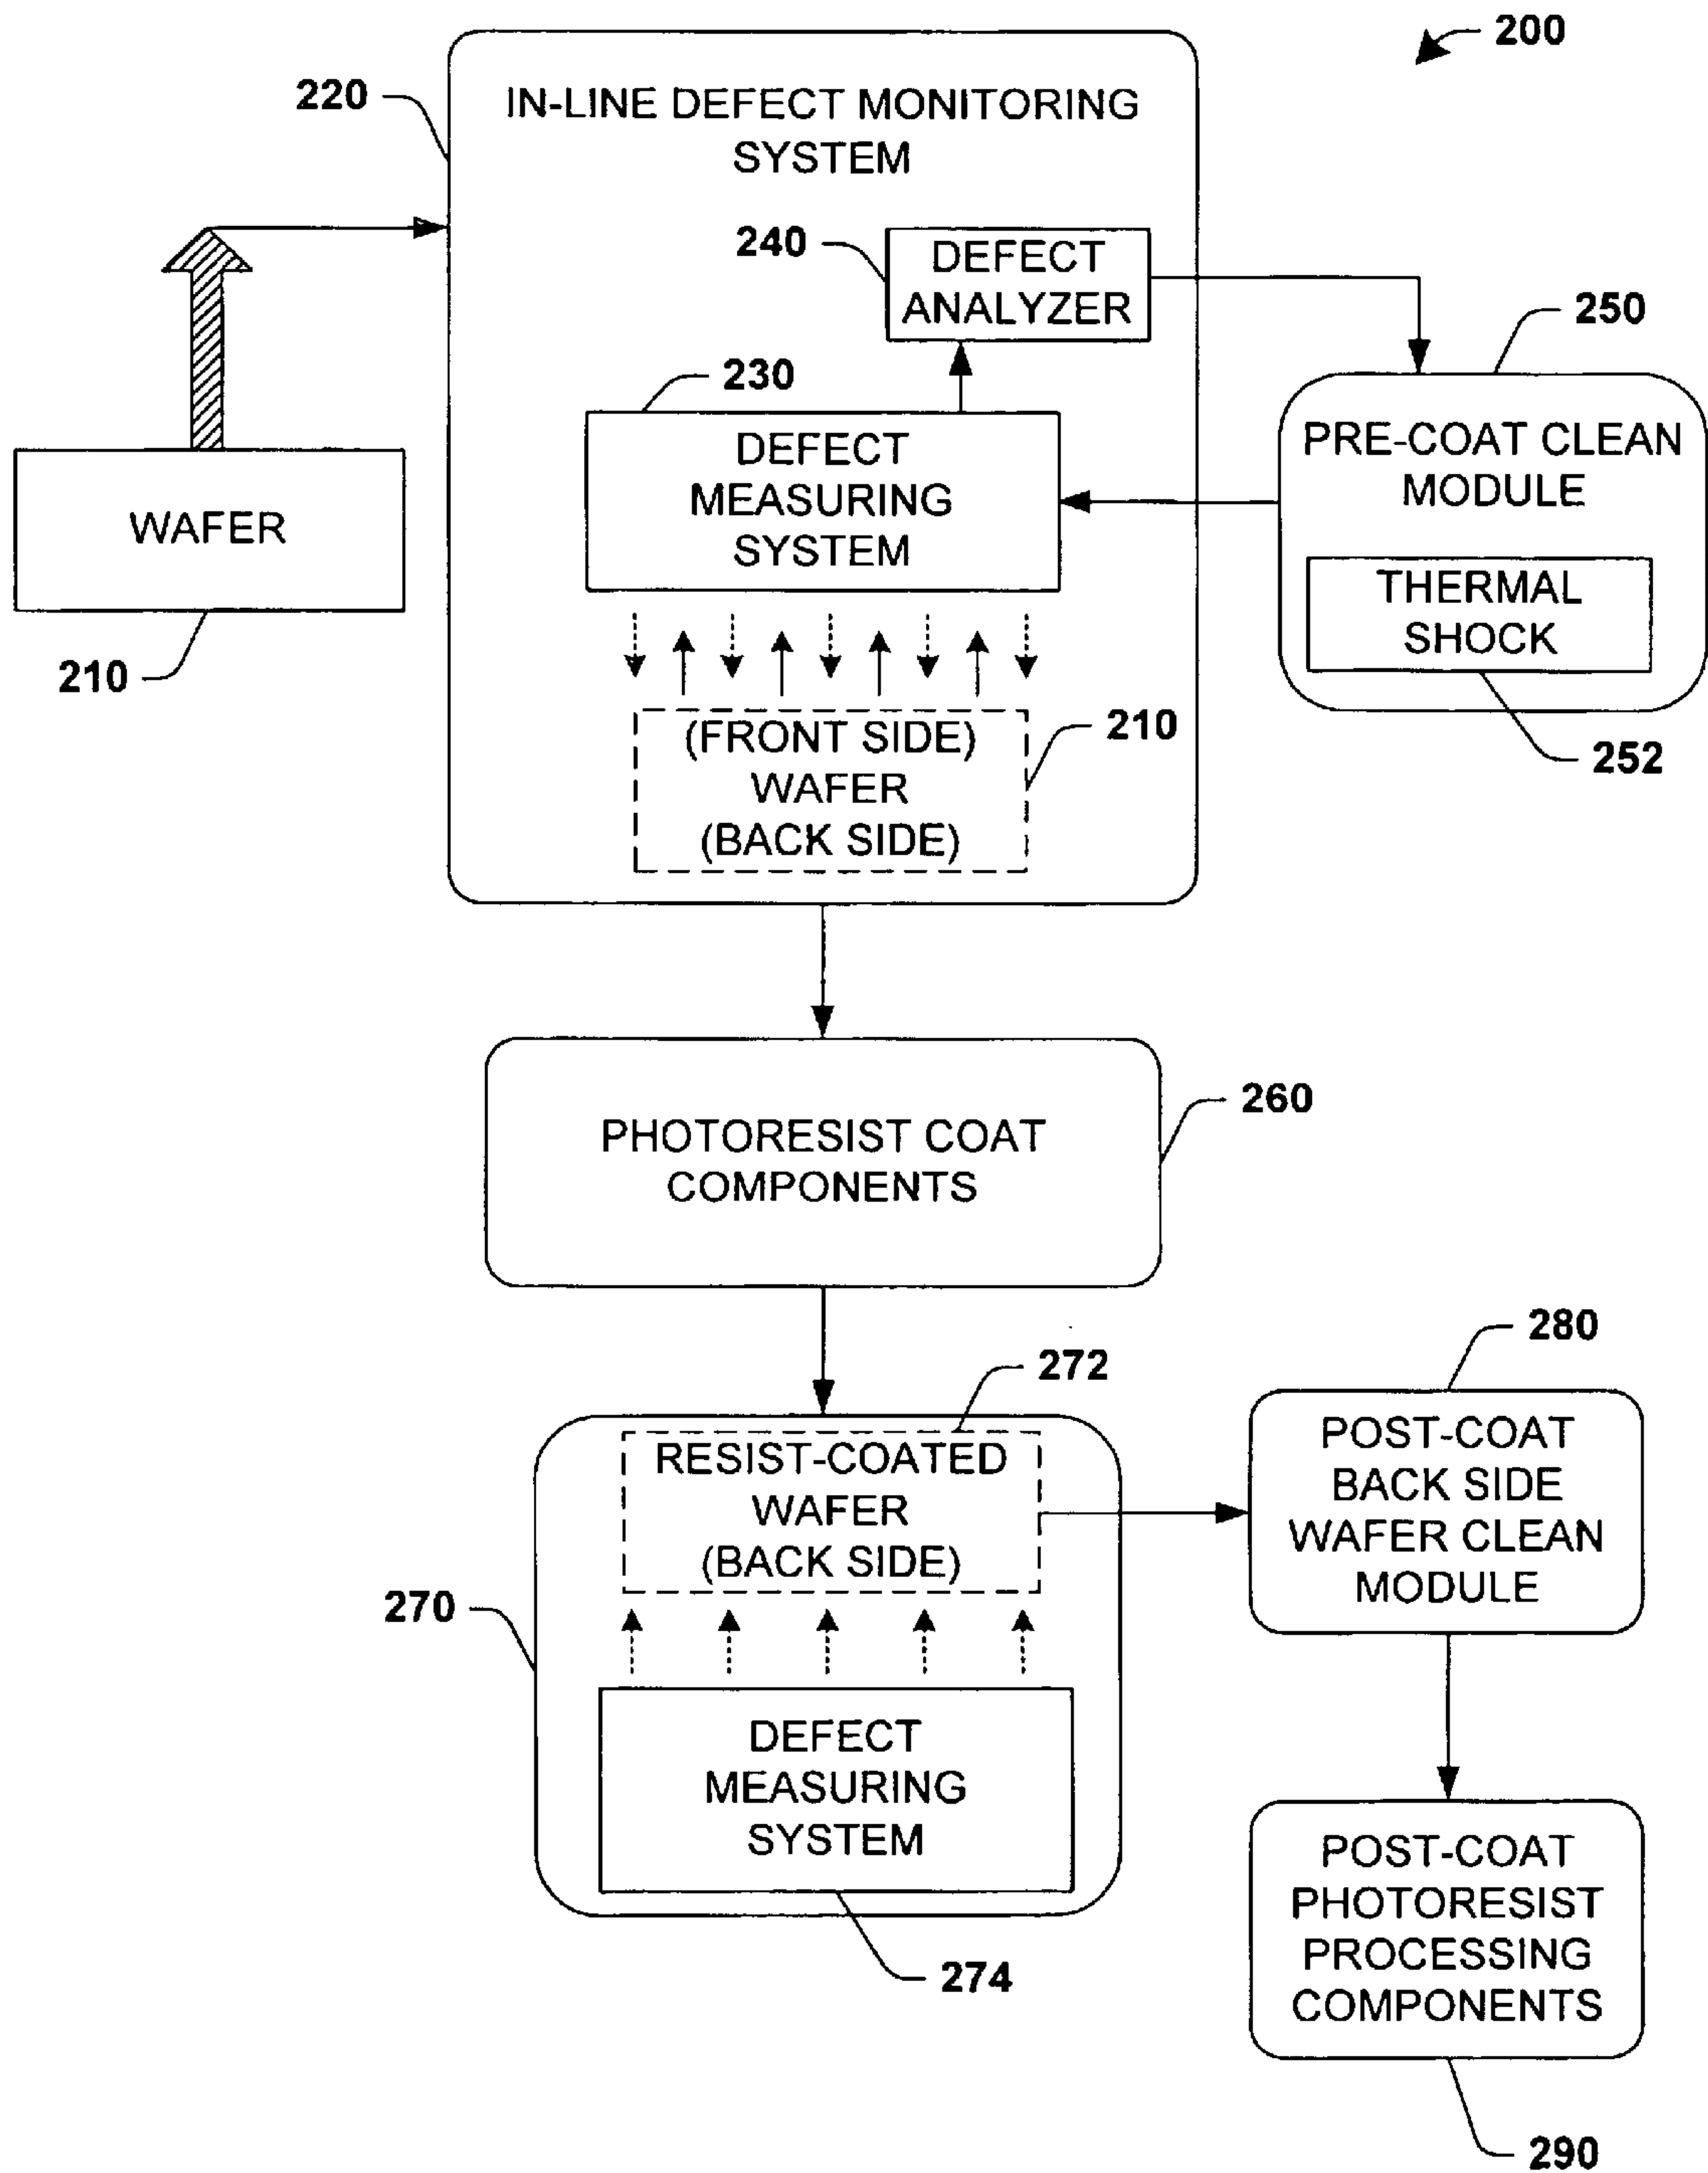 200
220
IN-LINE DEFECT MONITORING
SYSTEM
240
DEFECT
ANALYZER
250
230
DEFECT
MEASURING
SYSTEM
PRE-COAT CLEAN
MODULE
THERMAL
SHOCK
252
WAFER
210
(FRONT SIDE)
WAFER
(BACK SIDE)
210
PHOTORESIST COAT
COMPONENTS
260
272
RESIST-COATED
WAFER
(BACK SIDE)
270
DEFECT
MEASURING
SYSTEM
274
280
POST-COAT
BACK SIDE
WAFER CLEAN
MODULE
POST-COAT
PHOTORESIST
PROCESSING
COMPONENTS
290